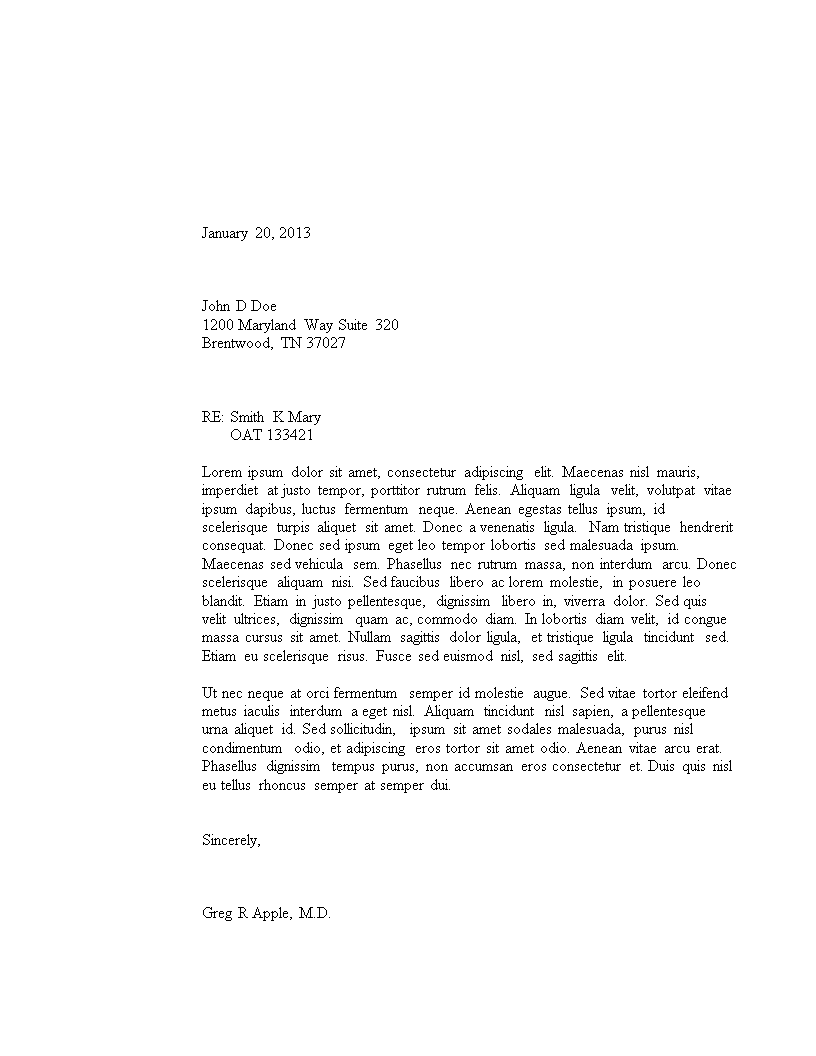 January 20, 2013
John D Doe
1200 Maryland Way Suite 320
Brentwood, TN 37027
RE: Smith K Mary
OAT 133421
Lorem ipsum dolor sit amet, consectetur adipiscing elit. Maecenas nisl mauris,
imperdiet at justo tempor, porttitor rutrum felis. Aliquam ligula velit, volutpat vitae
ipsum dapibus, luctus fermentum neque. Aenean egestas tellus ipsum, id
scelerisque turpis aliquet sit amet. Donec a venenatis ligula. Nam tristique hendrerit
consequat. Donec sed ipsum eget leo tempor lobortis sed malesuada ipsum.
Maecenas sed vehicula sem. Phasellus nec rutrum massa, non interdum arcu. Donec
scelerisque aliquam nisi. Sed faucibus libero ac lorem molestie, in posuere leo
blandit. Etiam in justo pellentesque, dignissim libero in, viverra dolor. Sed quis
velit ultrices, dignissim quam ac, commodo diam. In lobortis diam velit, id congue
massa cursus sit amet. Nullam sagittis dolor ligula, et tristique ligula tincidunt sed.
Etiam eu scelerisque risus. Fusce sed euismod nisl, sed sagittis elit.
Ut nec neque at orci fermentum semper id molestie augue. Sed vitae tortor eleifend
metus iaculis interdum a eget nisl. Aliquam tincidunt nisl sapien, a pellentesque
urna aliquet id. Sed sollicitudin, ipsum sit amet sodales malesuada, purus nisl
condimentum odio, et adipiscing eros tortor sit amet odio. Aenean vitae arcu erat.
Phasellus dignissim tempus purus, non accumsan eros consectetur et. Duis quis nisl
eu tellus rhoncus semper at semper dui.
Sincerely,
Greg R Apple, M.D.